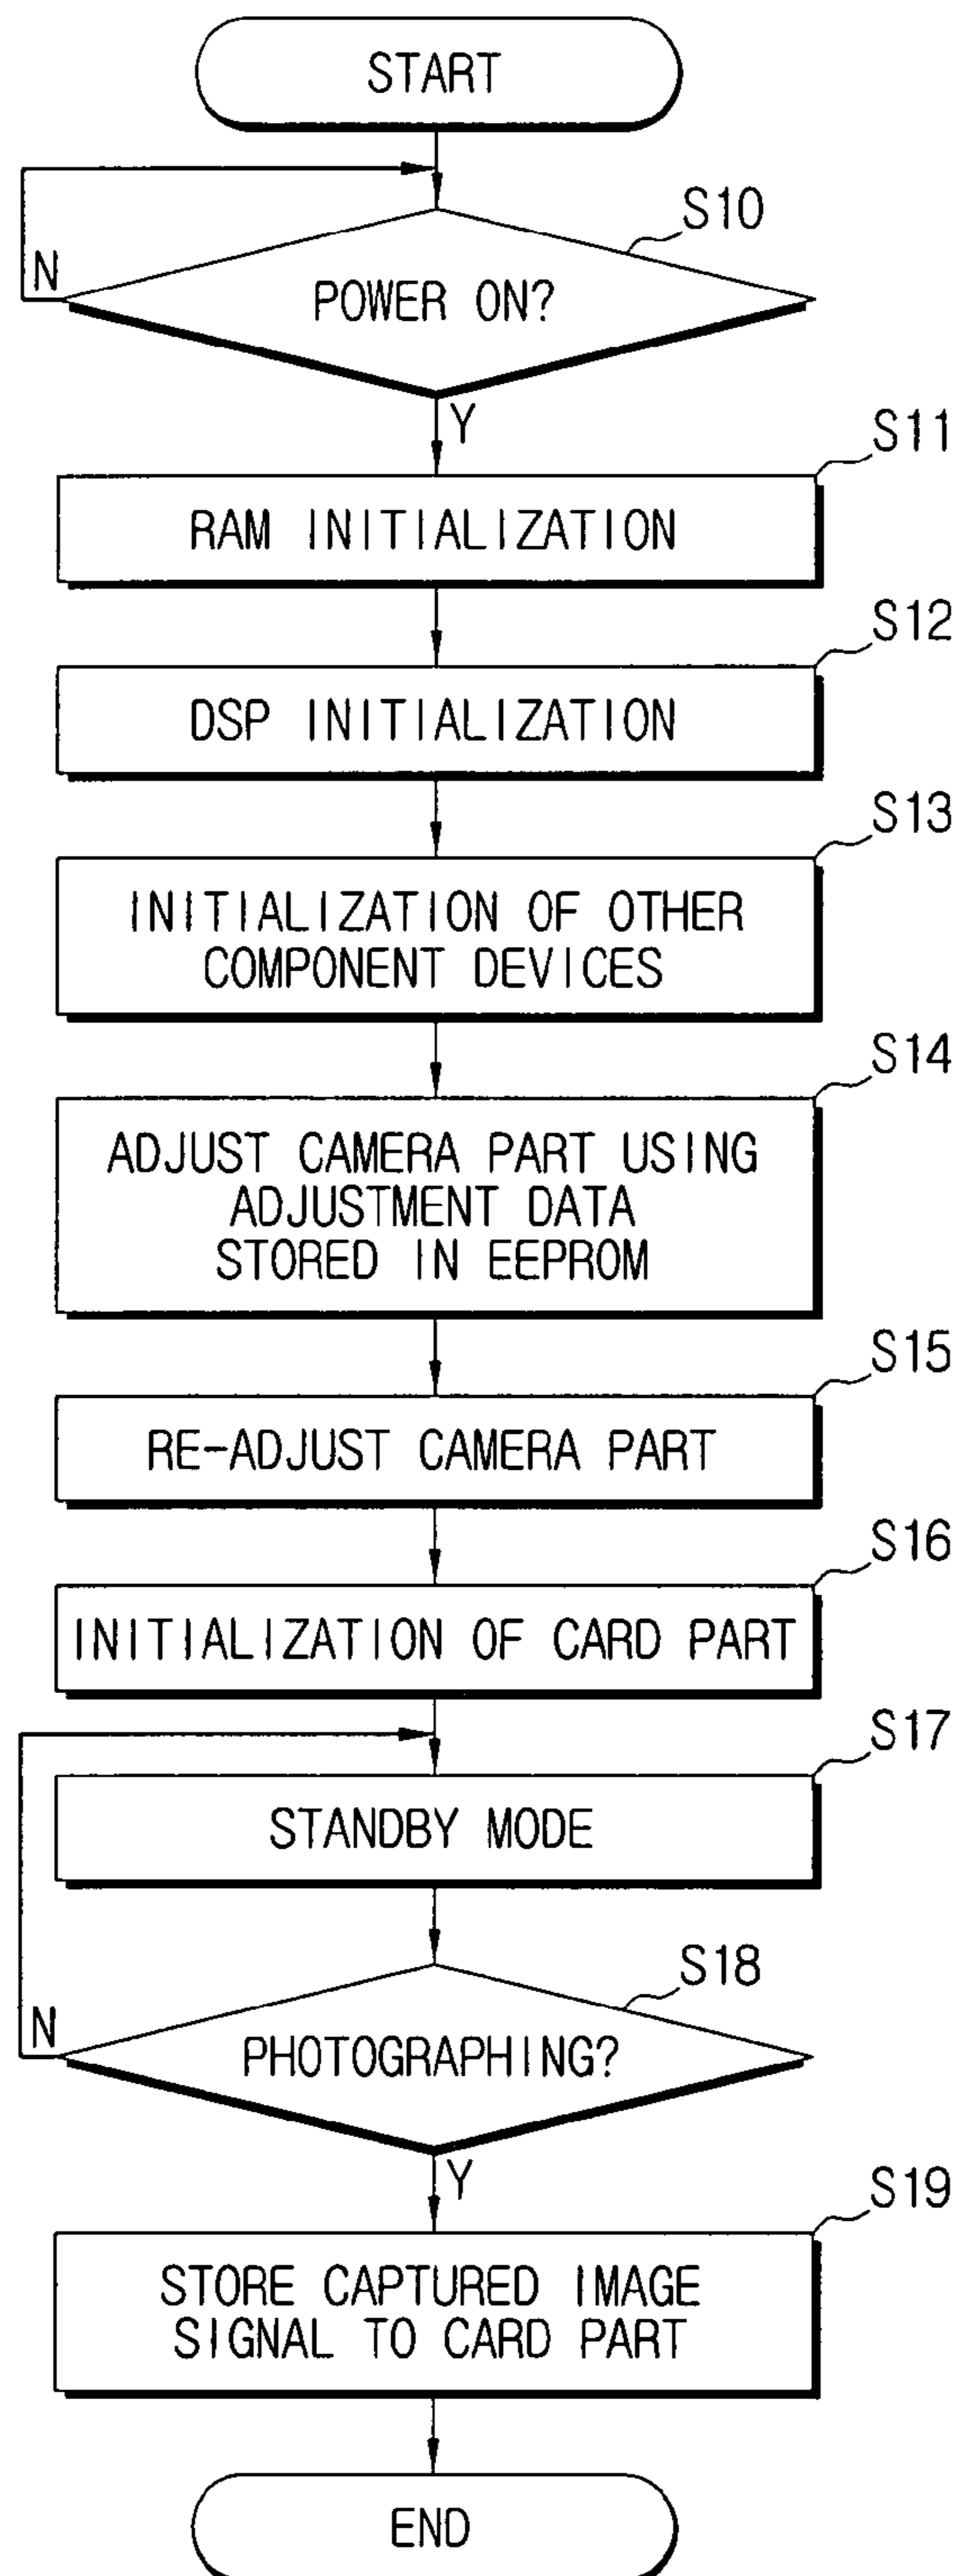 START
S10
N
POWER ON?
Y
S11
RAM INITIALIZATION
S12
DSP INITIALIZATION
S13
INITIALIZATION OF OTHER
COMPONENT DEVICES
S14
ADJUST CAMERA PART USING
ADJUSTMENT DATA
STORED IN EEPROM
S15
RE-ADJUST CAMERA PART
S16
INITIALIZATION OF CARD PART
S17
STANDBY MODE
S18
N
PHOTOGRAPHING?
Y
S19
STORE CAPTURED IMAGE
SIGNAL TO CARD PART
END